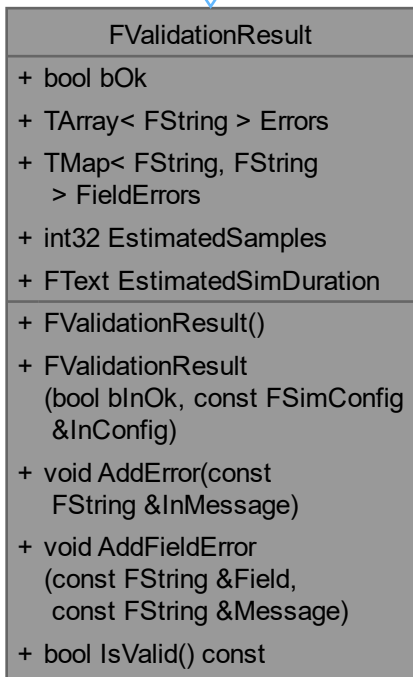 FValidationResult
+ bool bOk
+ TArray< FString > Errors
+ TMap< FString, FString
> FieldErrors
+ int32 EstimatedSamples
+ FText EstimatedSimDuration
+ FValidationResult()
+ FValidationResult
(bool bInOk, const FSimConfig
&InConfig)
+ void AddError(const
FString &InMessage)
+ void AddFieldError
(const FString &Field,
const FString &Message)
+ bool IsValid() const